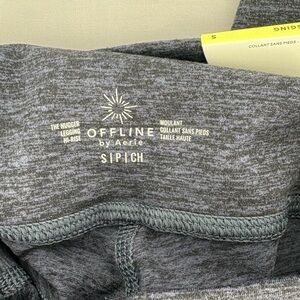 THE HUGGER
LEGGING
HI-RISE
OFFLINE
by Aerie
S|P|CH
MOULANT
COLLANT SANS PIEDS
TAILLE HAUTE
S
COLLANT SANS PIEDS